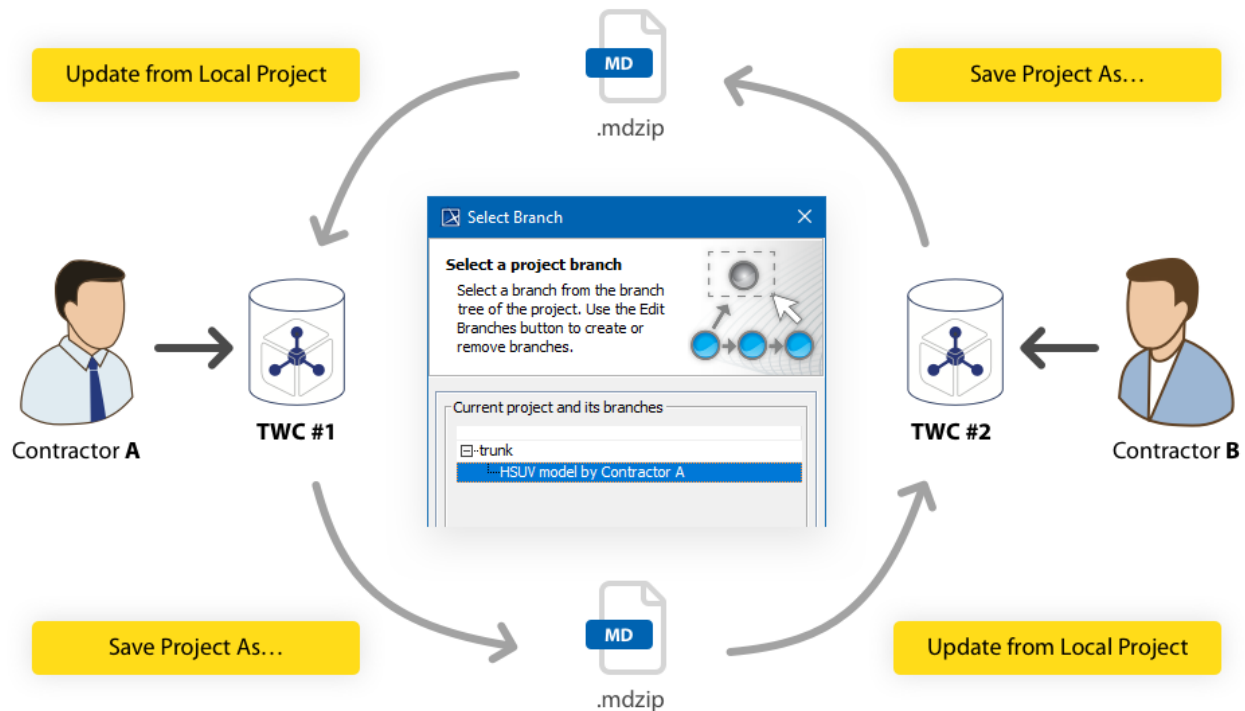 Update from Local Project
MD
.mdzip
Save Project As…
Select Branch
Select a project branch
Select a branch from the branch
tree of the project. Use the Edit
Branches button to create or
remove branches.
Current project and its branches
trunk
HSUV model by Contractor A
Contractor A
TWC #1
TWC #2
Contractor B
Save Project As…
MD
.mdzip
Update from Local Project